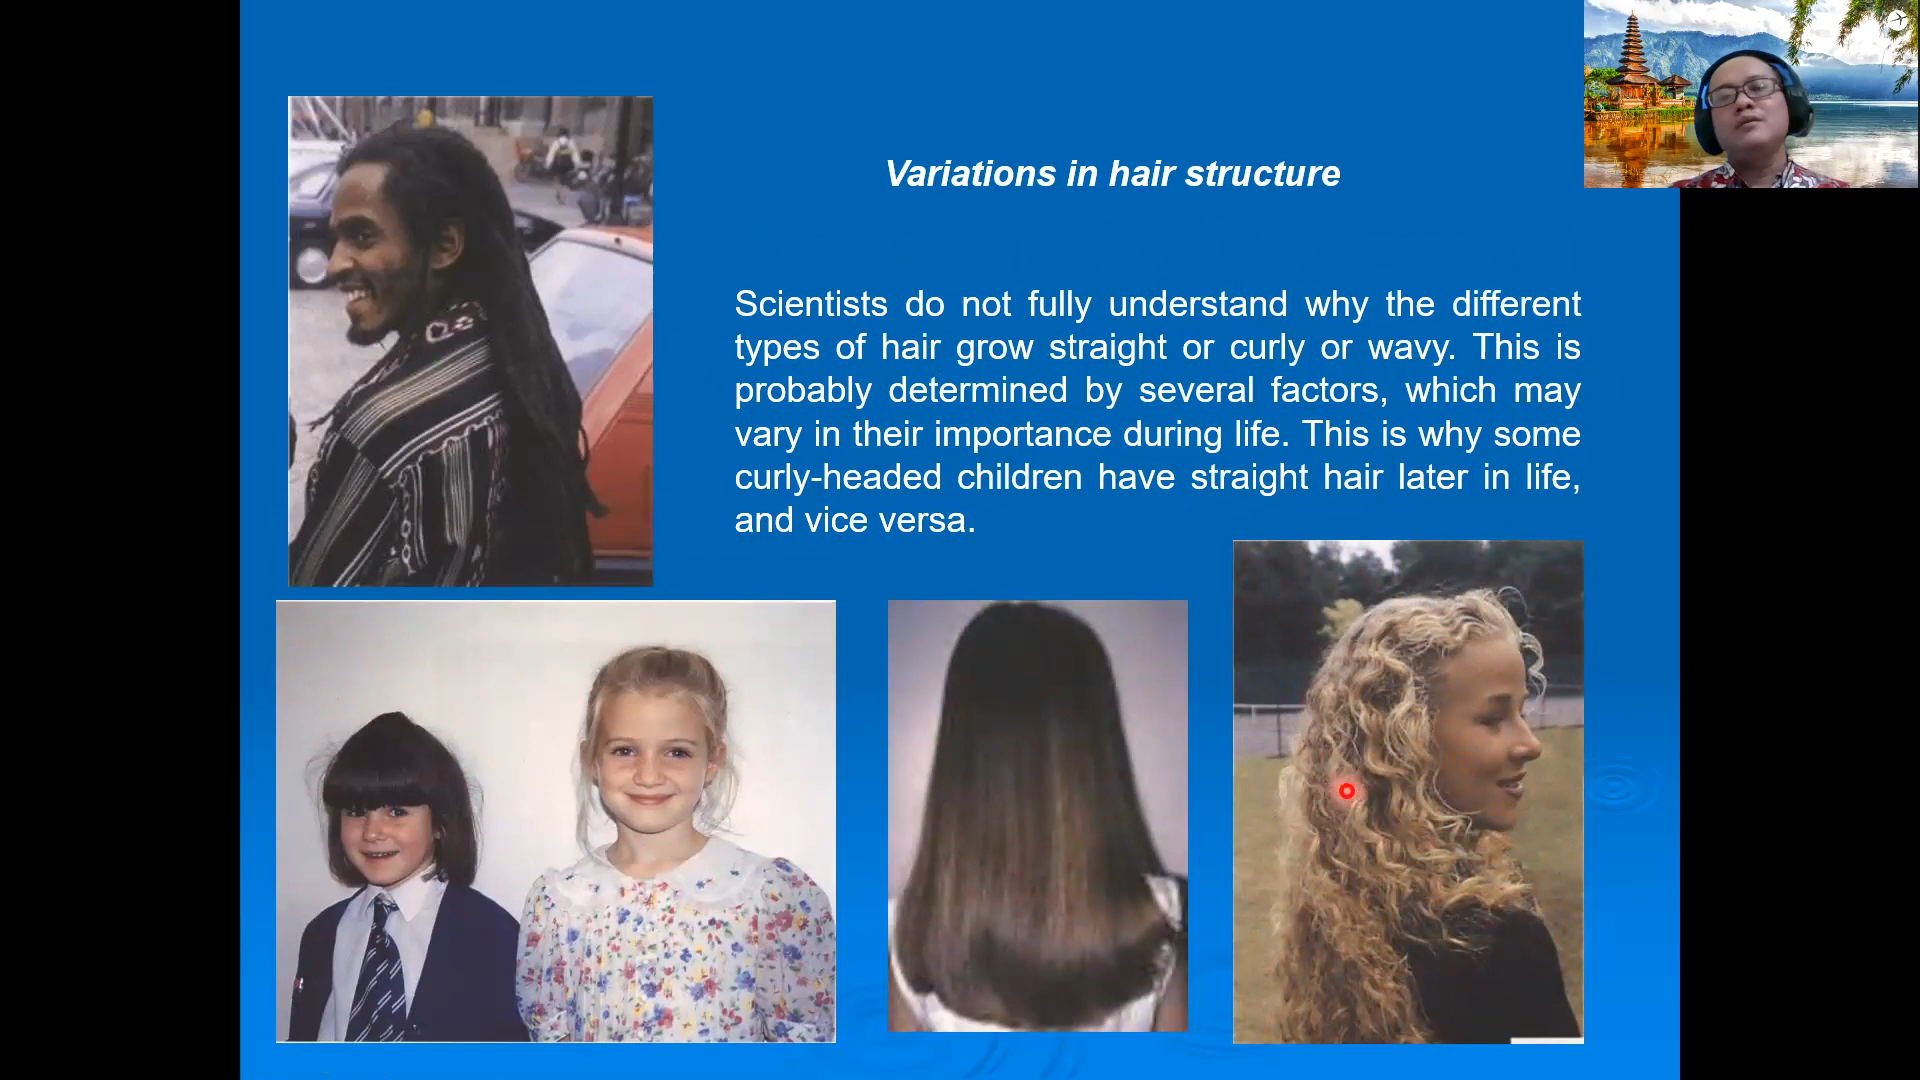 Variations in hair structure
Scientists do not fully understand why the different
types of hair grow straight or curly or wavy. This is
probably determined by several factors, which may
vary in their importance during life. This is why some
curly-headed children have straight hair later in life,
and vice versa.